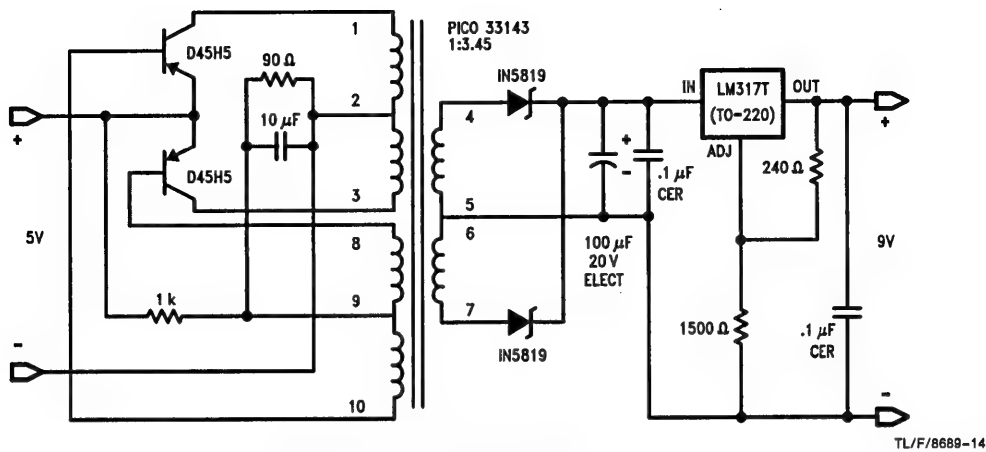 1
PICO 33143
1:3.45
D45H5
90 Ω
IN5819
IN
LM317T
(TO-220)
OUT
2
4
+
10 μF
+
ADJ
+
-
.1 μF
CER
240 Ω
D45H5
3
5
5V
8
6
100 μF
20 V
ELECT
9V
1 k
9
7
1500 Ω
.1 μF
CER
-
IN5819
10
-
TL/F/8689-14